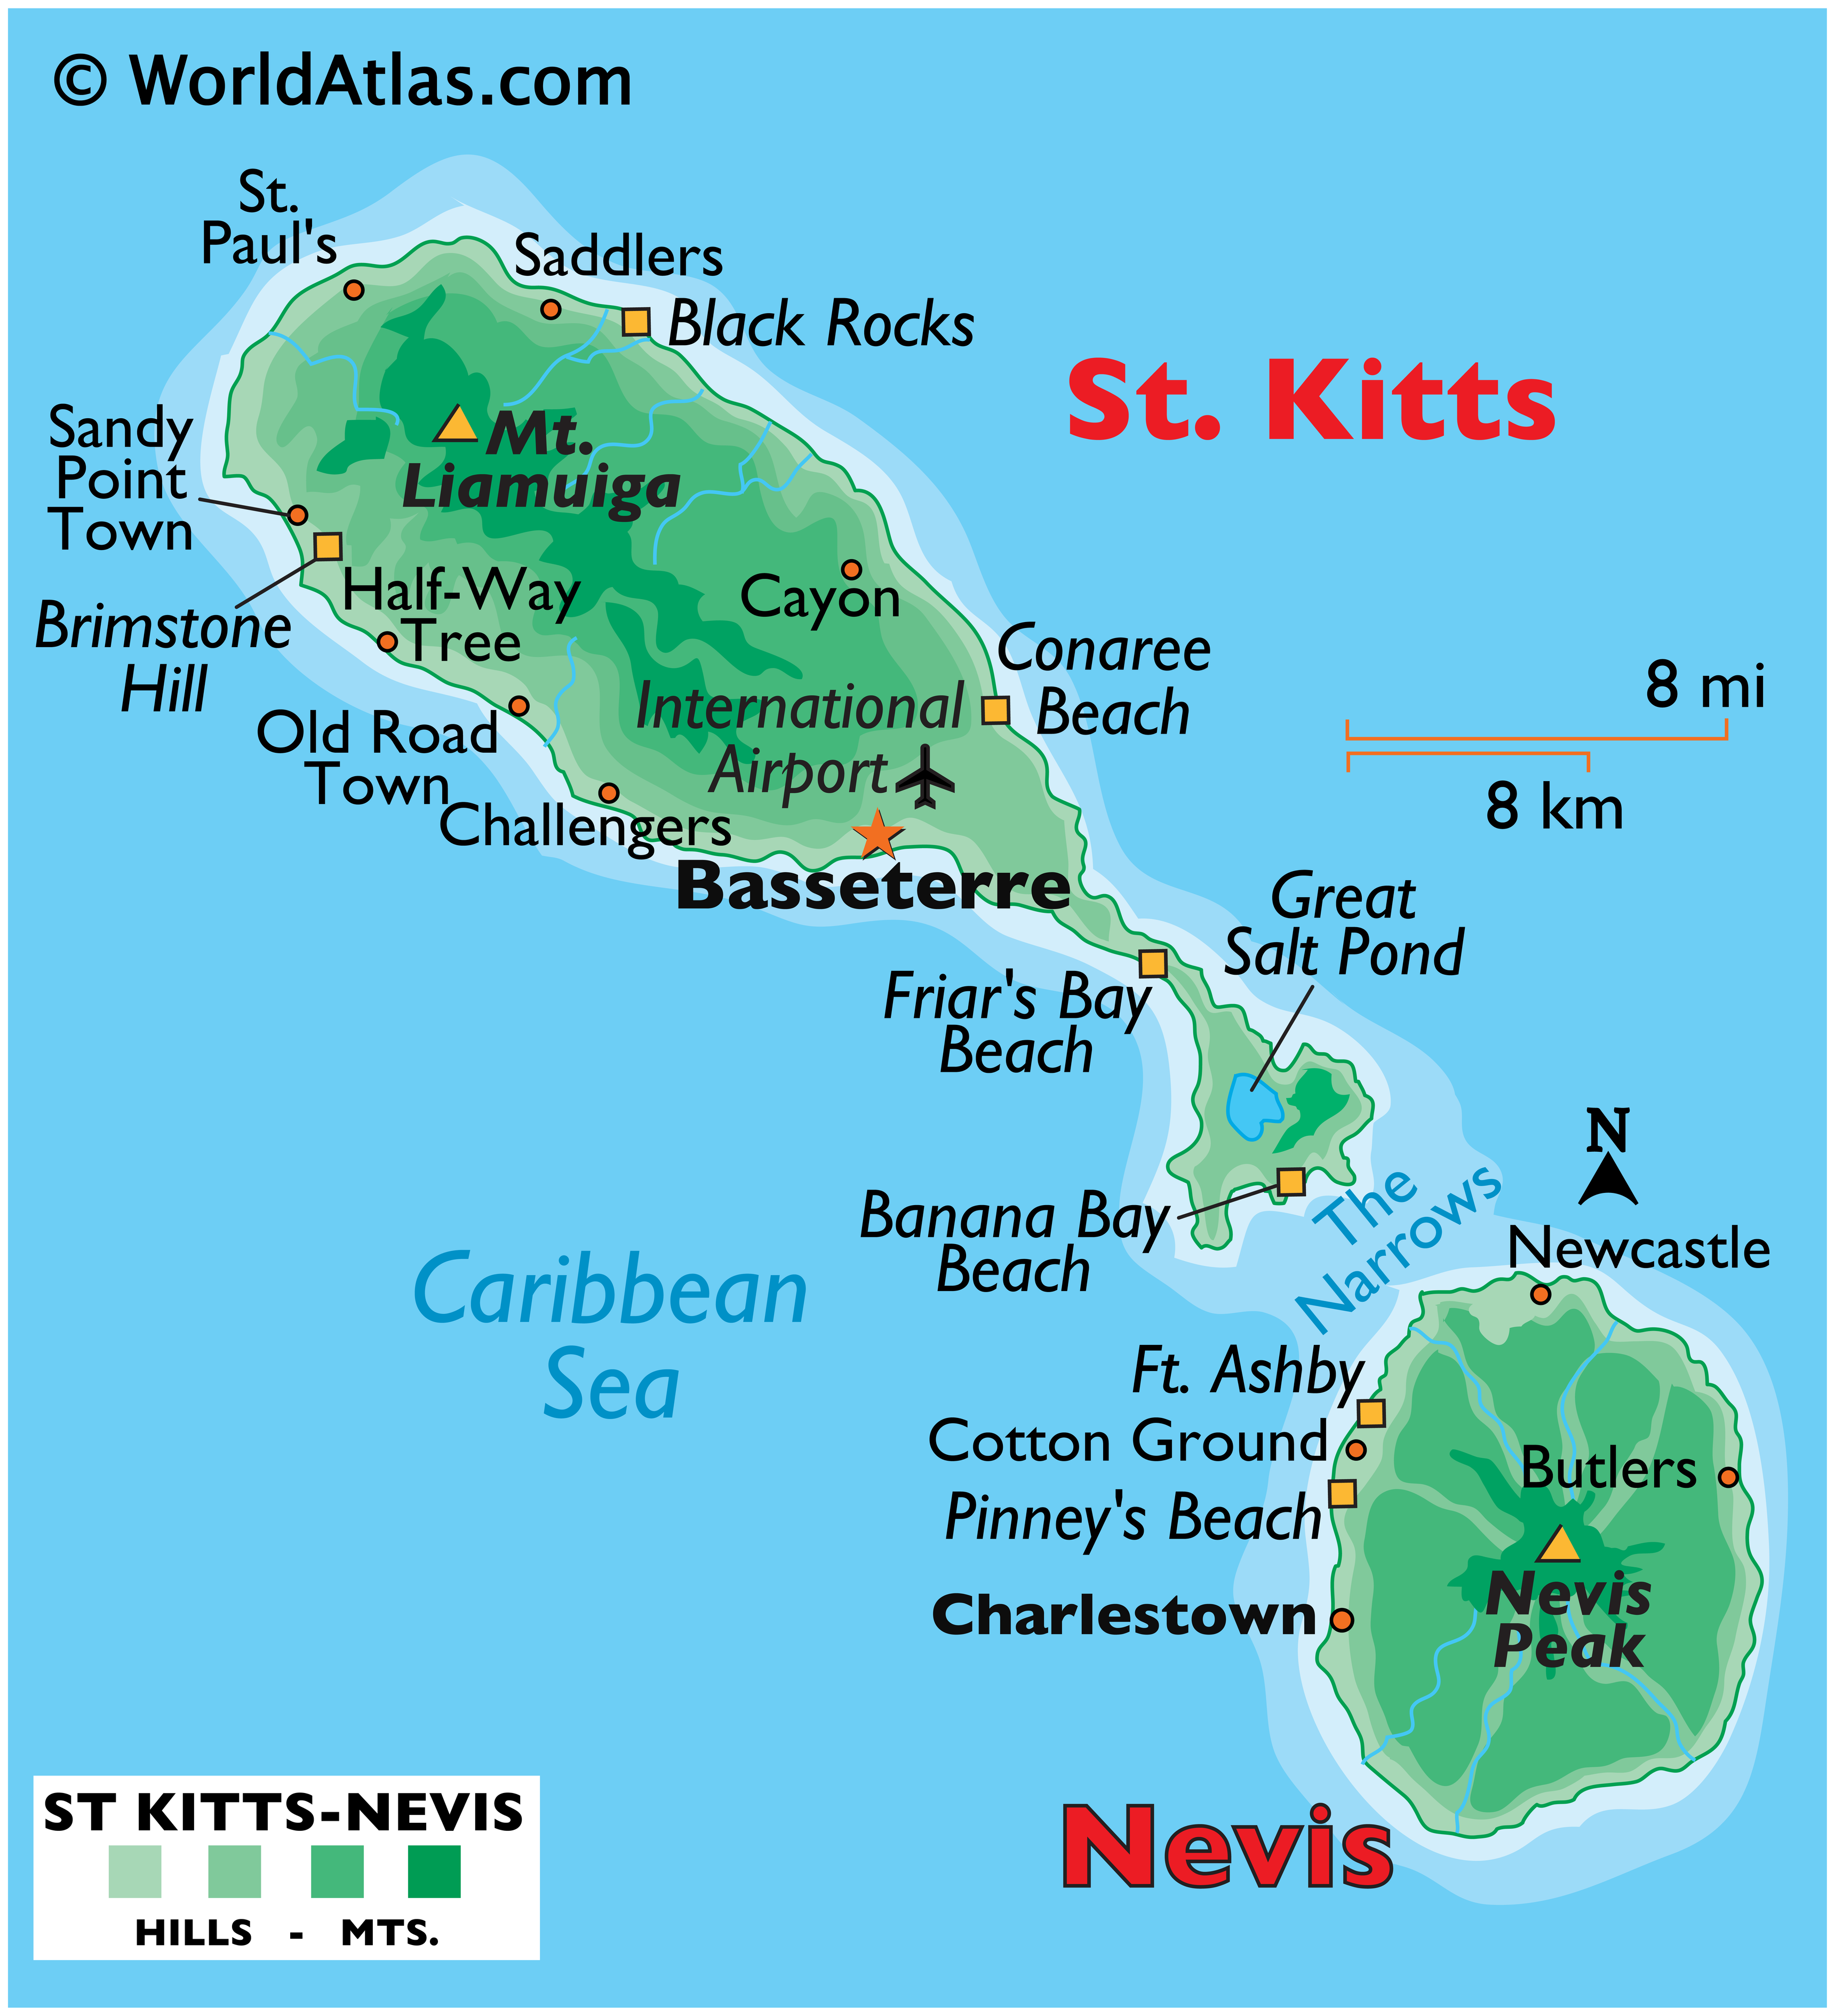 © WorldAtlas.com
St.
Paul's
Saddlers
Black Rocks
St. Kitts
Sandy
Point
Town
Mt.
Liamuiga
Half-Way
Tree
Cayon
Brimstone
Hill
Conaree
Beach
International
Airport
8 mi
8 km
Old Road
Town
Challengers
Basseterre
Great
Salt Pond
Friar's Bay
Beach
N
Banana Bay
Beach
The
Narrows
Newcastle
Caribbean
Sea
Ft. Ashby
Cotton Ground
Butlers
Pinney's Beach
Nevis
Peak
Charlestown
Nevis
ST KITTS-NEVIS
HILLS - MTS.